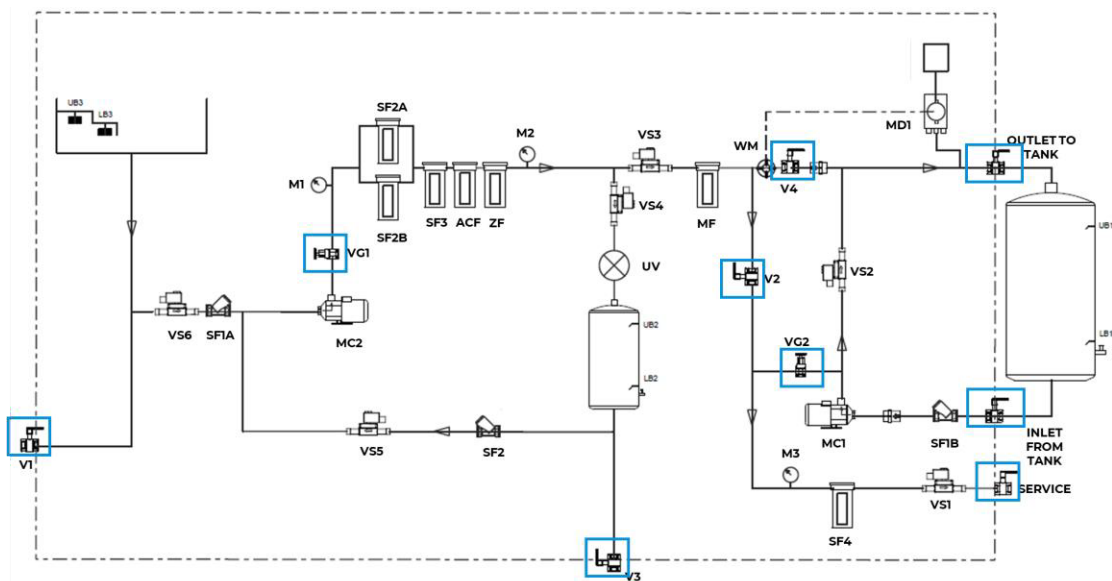 UB3
LB3
SF2A
M2
VS3
WM
MD1
OUTLET TO
TANK
M1
VS4
V4
SF3
ACF
ZF
MF
SF2B
VG1
UV
V2
VS2
UB1
VS6
SF1A
MC2
UB2
VG2
LB1
LB2
MC1
SF1B
INLET
FROM
TANK
V1
VS5
SF2
M3
VS1
SERVICE
SF4
V3